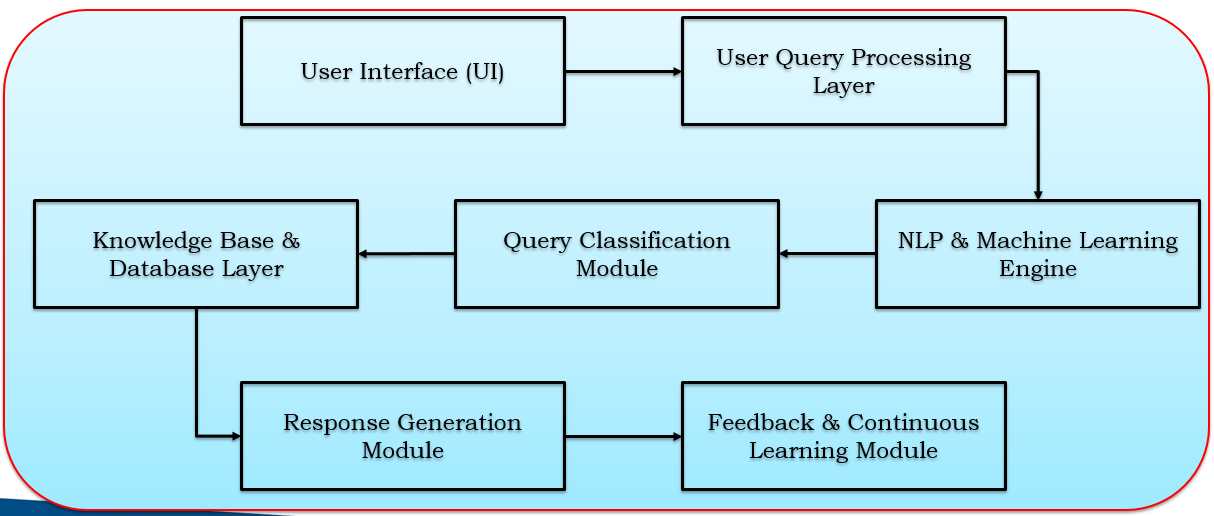 User Interface (UI)
User Query Processing
Layer
Knowledge Base &
Database Layer
Query Classification
Module
NLP & Machine Learning
Engine
Response Generation
Module
Feedback & Continuous
Learning Module